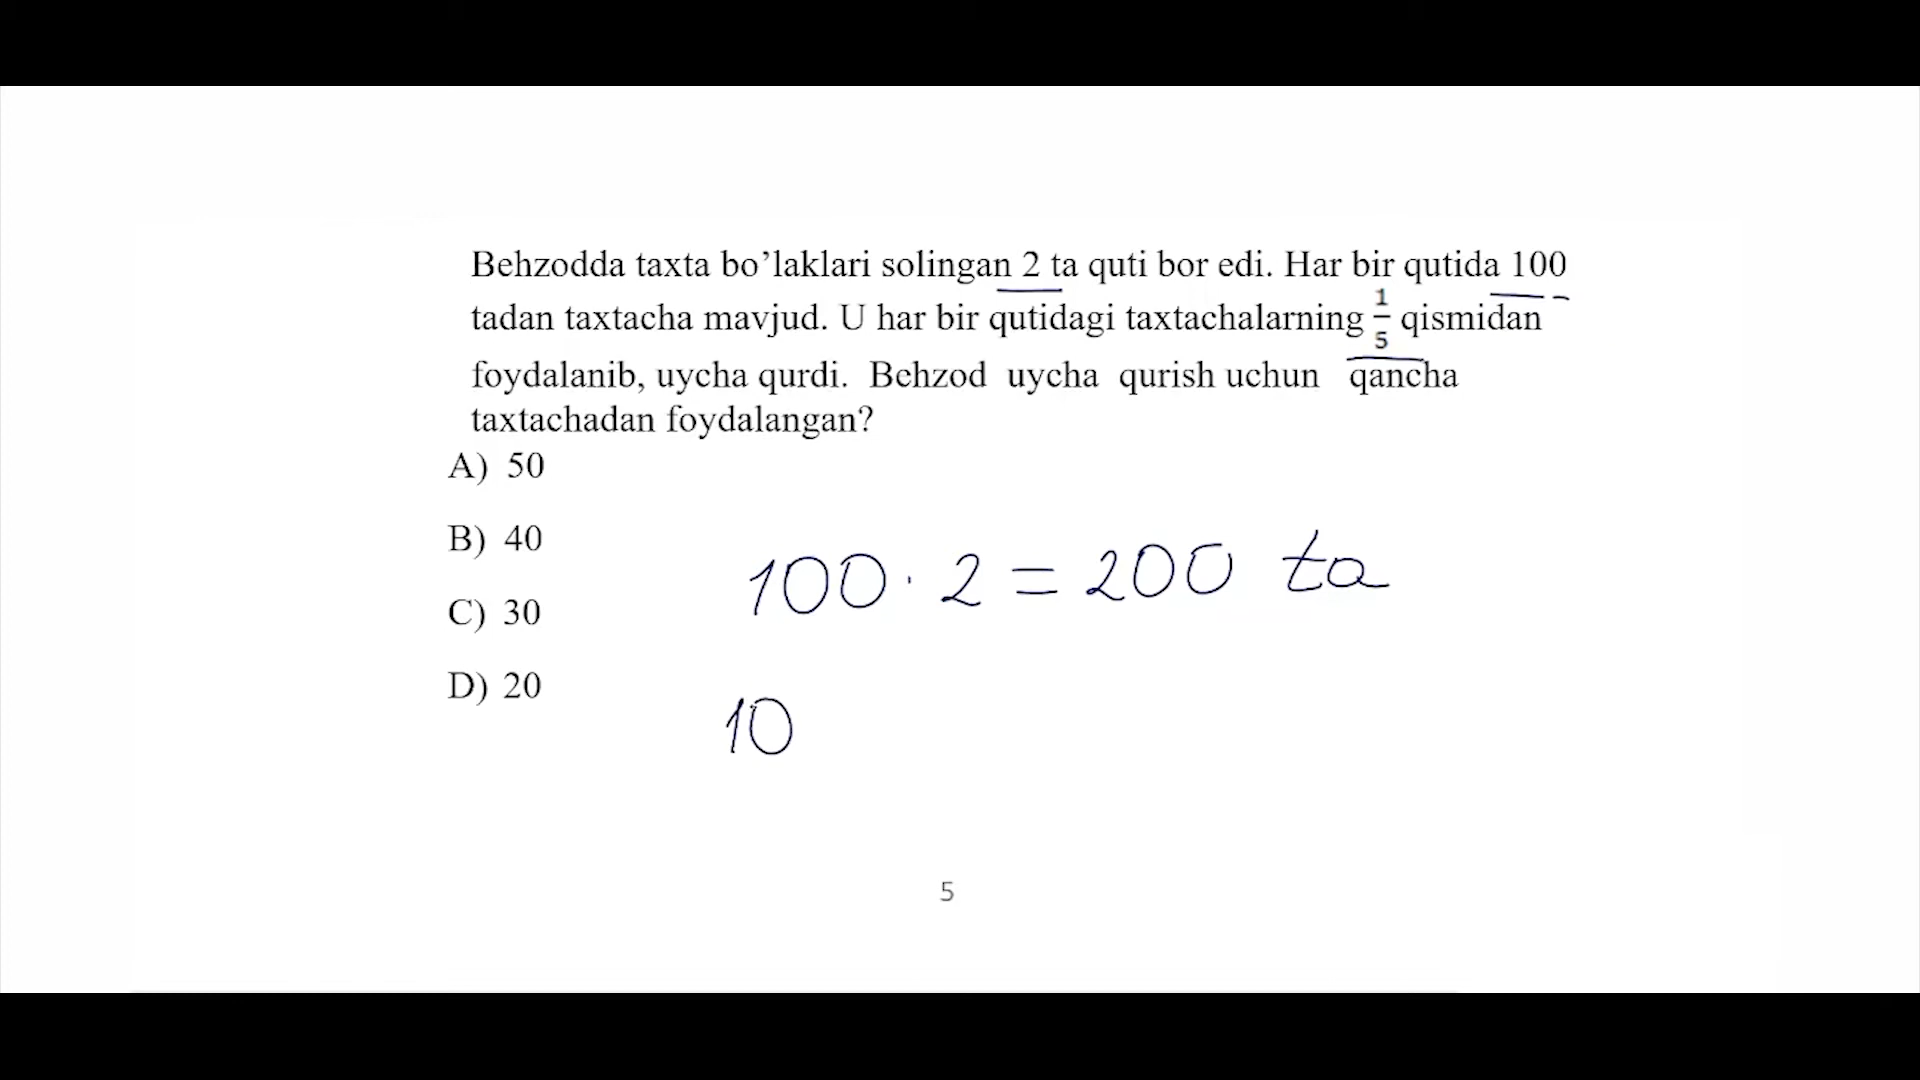 Behzodda taxta bo’laklari solingan 2 ta quti bor edi. Har bir qutida 100
tadan taxtacha mavjud. U har bir qutidagi taxtachalarning 1/5 qismidan
foydalanib, uycha qurdi. Behzod uycha qurish uchun qancha
taxtachadan foydalangan?
A) 50
B) 40
100 · 2 = 200 ta
C) 30
D) 20
10
5